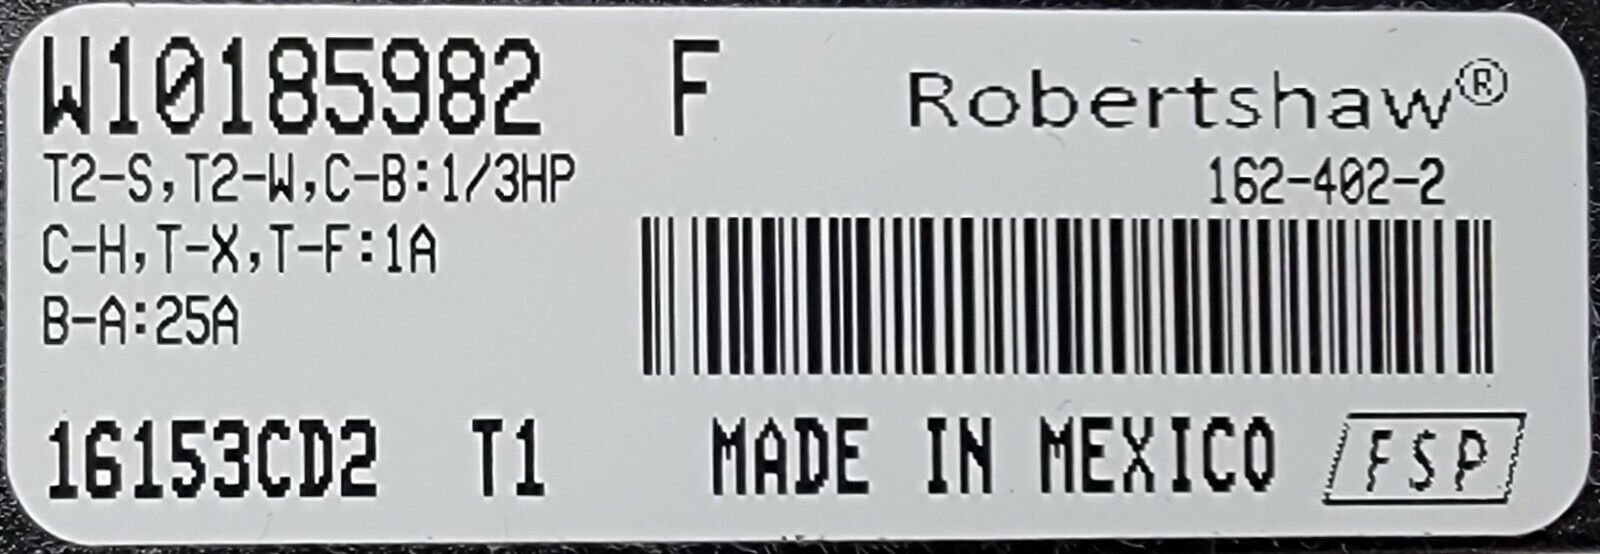 W10185982 F Robertshaw®
162-402-2
T2-S,T2-W,C-B:1/3HP
C-H,T-X,T-F:1A
B-A:25A
16153CD2 T1 MADE IN MEXICO FSP